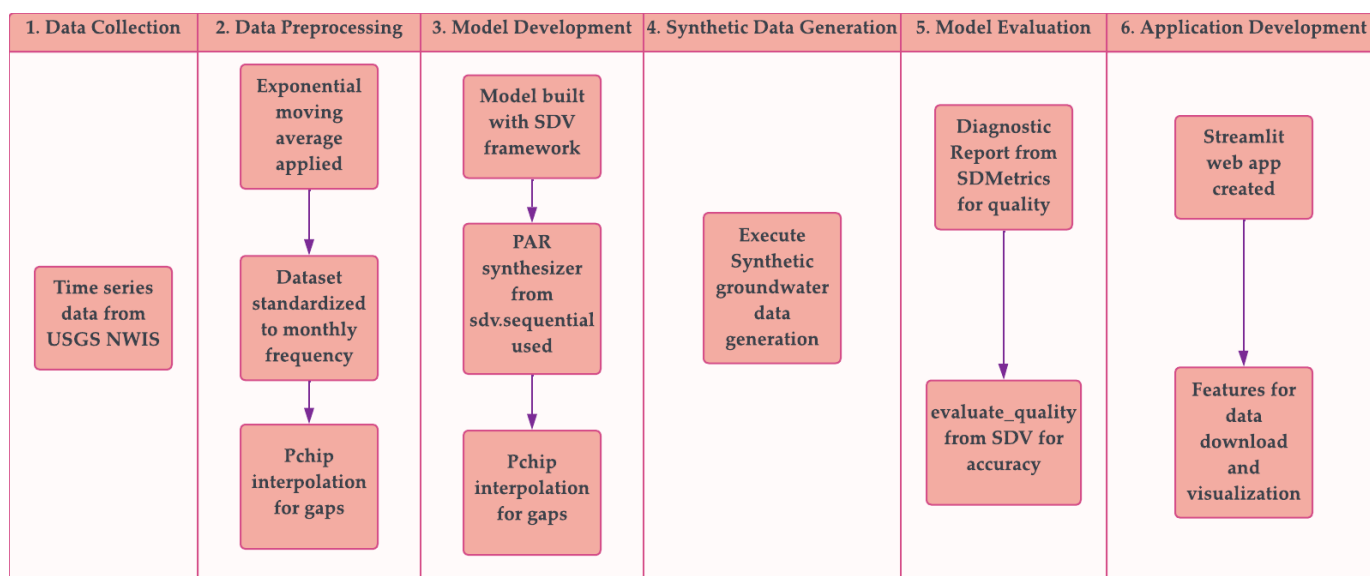 1. Data Collection
2. Data Preprocessing
3. Model Development
4. Synthetic Data Generation
5. Model Evaluation
6. Application Development
Time series
data from
USGS NWIS
Exponential
moving
average
applied
Dataset
standardized
to monthly
frequency
Pchip
interpolation
for gaps
Model built
with SDV
framework
PAR
synthesizer
from
sdv.sequential
used
Pchip
interpolation
for gaps
Execute
Synthetic
groundwater
data
generation
Diagnostic
Report from
SDMetrics
for quality
evaluate_quality
from SDV for
accuracy
Streamlit
web app
created
Features for
data
download
and
visualization